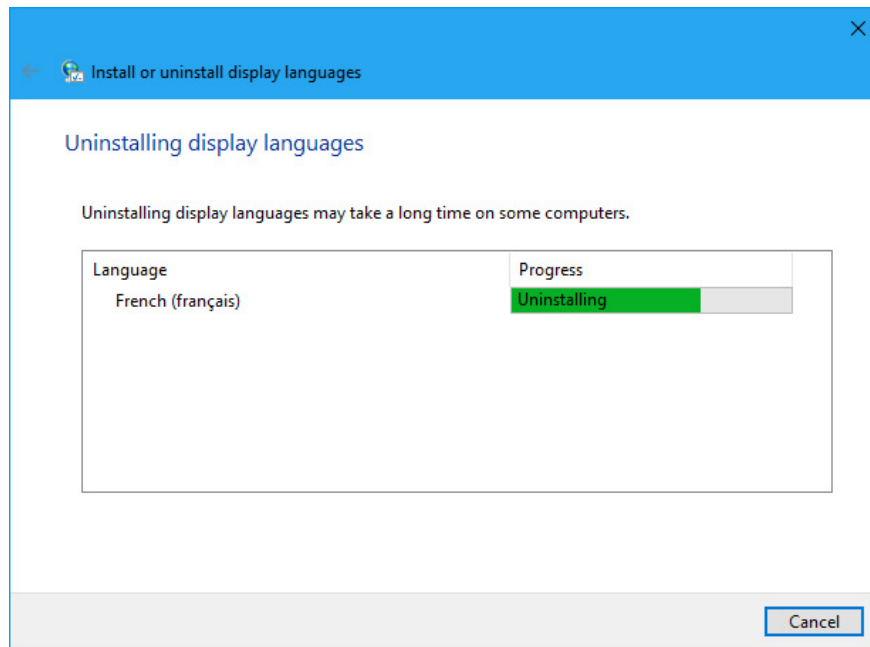 Install or uninstall display languages
Uninstalling display languages
Uninstalling display languages may take a long time on some computers.
Language Progress
French (français) Uninstalling
Cancel